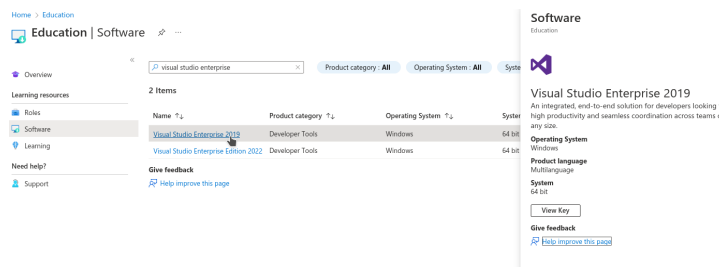 Home > Education
Education | Software
Overview
Learning resources
Roles
Software
Learning
Need help?
Support
visual studio enterprise
Product category : All
Operating System : All
2 Items
Name ↑↓ Product category ↑↓ Operating System ↑↓
Visual Studio Enterprise 2019 Developer Tools Windows 64 bit
Visual Studio Enterprise Edition 2022 Developer Tools Windows 64 bit
Give feedback
Help improve this page
Software
Education
Visual Studio Enterprise 2019
An integrated, end-to-end solution for developers looking
high productivity and seamless coordination across teams
any size.
Operating System
Windows
Product language
Multilanguage
System
64 bit
View Key
Give feedback
Help improve this page